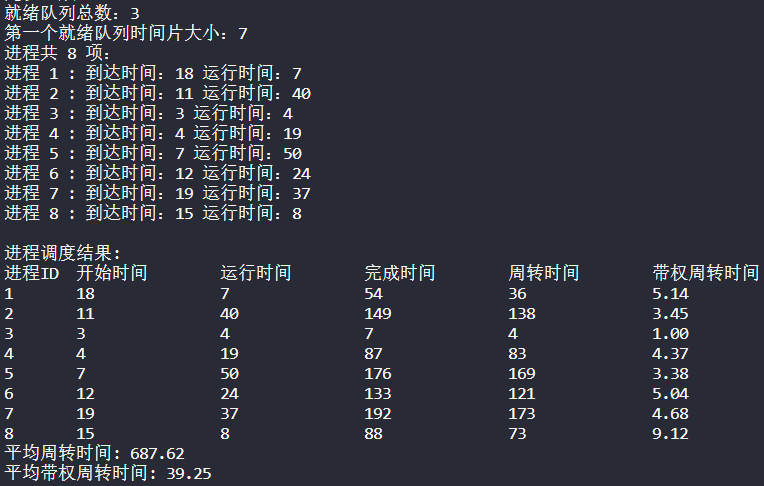 就绪队列总数: 3
第一个就绪队列时间片大小: 7
进程共 8 项:
进程 1 : 到达时间: 18 运行时间: 7
进程 2 : 到达时间: 11 运行时间: 40
进程 3 : 到达时间: 3 运行时间: 4
进程 4 : 到达时间: 4 运行时间: 19
进程 5 : 到达时间: 7 运行时间: 50
进程 6 : 到达时间: 12 运行时间: 24
进程 7 : 到达时间: 19 运行时间: 37
进程 8 : 到达时间: 15 运行时间: 8
进程调度结果:
进程ID 开始时间 运行时间 完成时间 周转时间 带权周转时间
1 18 7 54 36 5.14
2 11 40 149 138 3.45
3 3 4 7 4 1.00
4 4 19 87 83 4.37
5 7 50 176 169 3.38
6 12 24 133 121 5.04
7 19 37 192 173 4.68
8 15 8 88 73 9.12
平均周转时间: 687.62
平均带权周转时间: 39.25